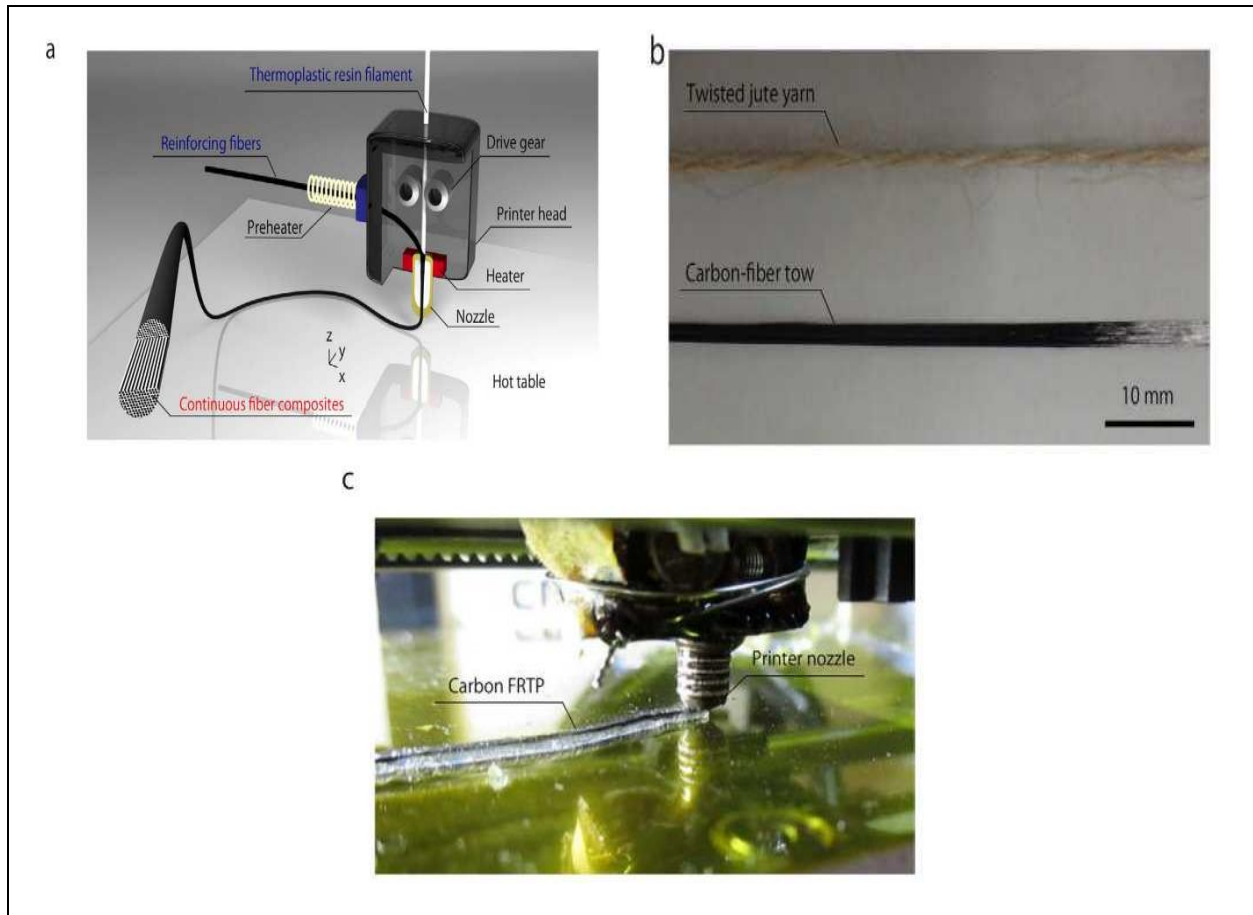 a
Thermoplastic resin filament
Reinforcing fibers
Drive gear
Preheater
Printer head
Heater
Nozzle
z
y
x
Hot table
Continuous fiber composites
b
Twisted jute yarn
Carbon-fiber tow
10 mm
c
Printer nozzle
Carbon FRTP